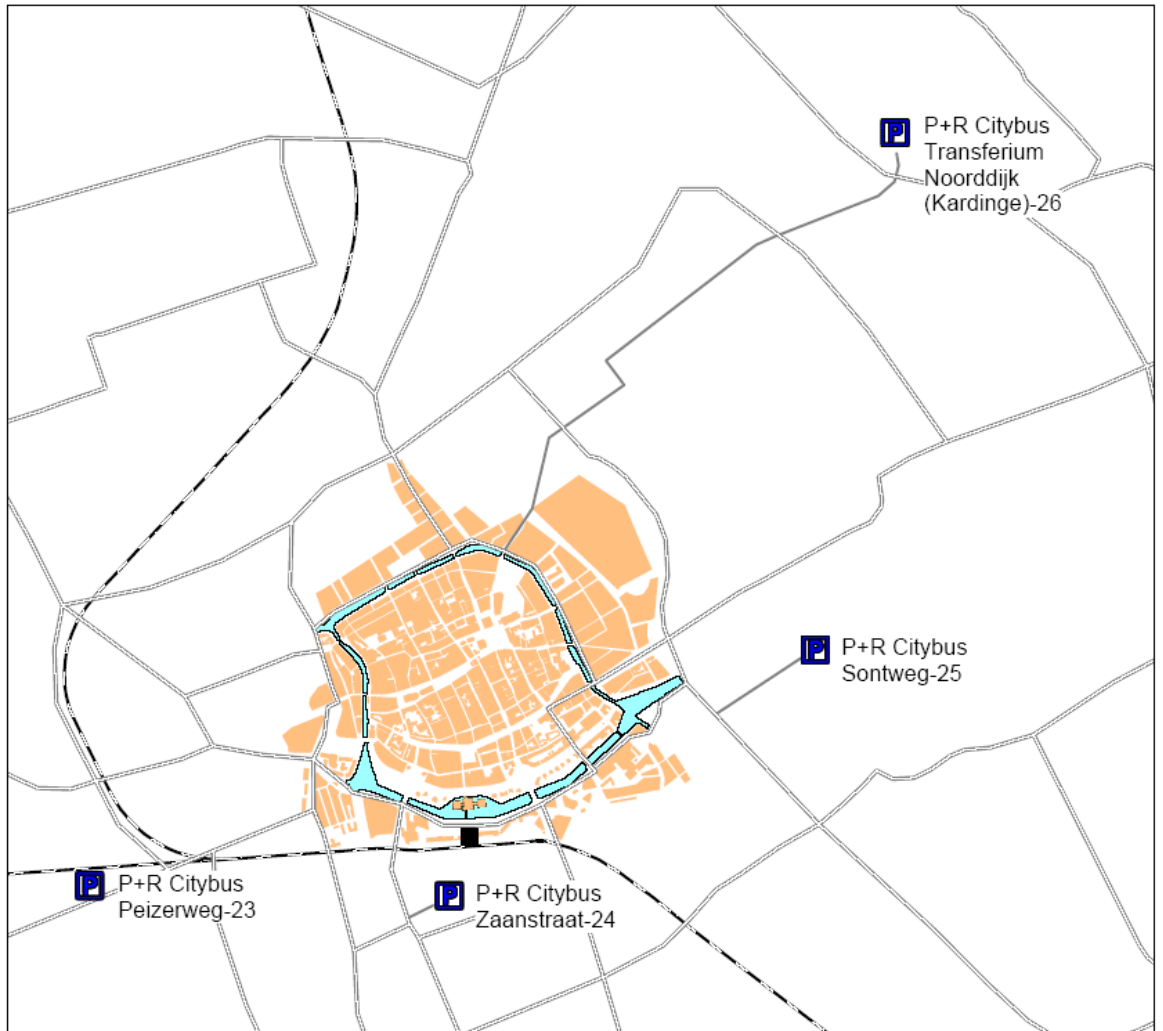 P
P+R Citybus
Transferium
Noorddijk
(Kardinge)-26
P
P+R Citybus
Sontweg-25
P
P+R Citybus
Peizerweg-23
P
P+R Citybus
Zaanstraat-24